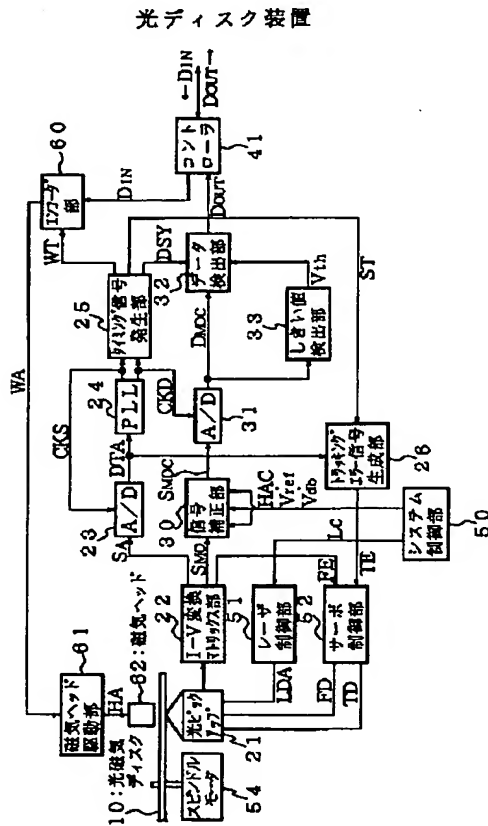 光ディスク装置
← DIN
DOUT →
コント
ローラ
41
60
エンコーダ
部
DIN
DOUT
WT
DSY
データ
検出部
32
Vth
ST
25
タイミング信号
発生部
DMDC
しきい値
検出部
33
WA
24
PLL
CKD
A/D
31
CKS
DTA
SMDC
トラッキング
エラー信号
生成部
26
23
A/D
SA
30
信号
補正部
HAC
Vref
Vdb
システム
制御部
50
SMO
LC
TE
FE
61
磁気ヘッド
駆動部
HA
62:磁気ヘッド
22
I-V変換
マトリックス部
51
レーザ
制御部
52
サーボ
制御部
LDA
FD
TD
10:光磁気
ディスク
光ピック
アップ
21
スピンドル
モータ
54